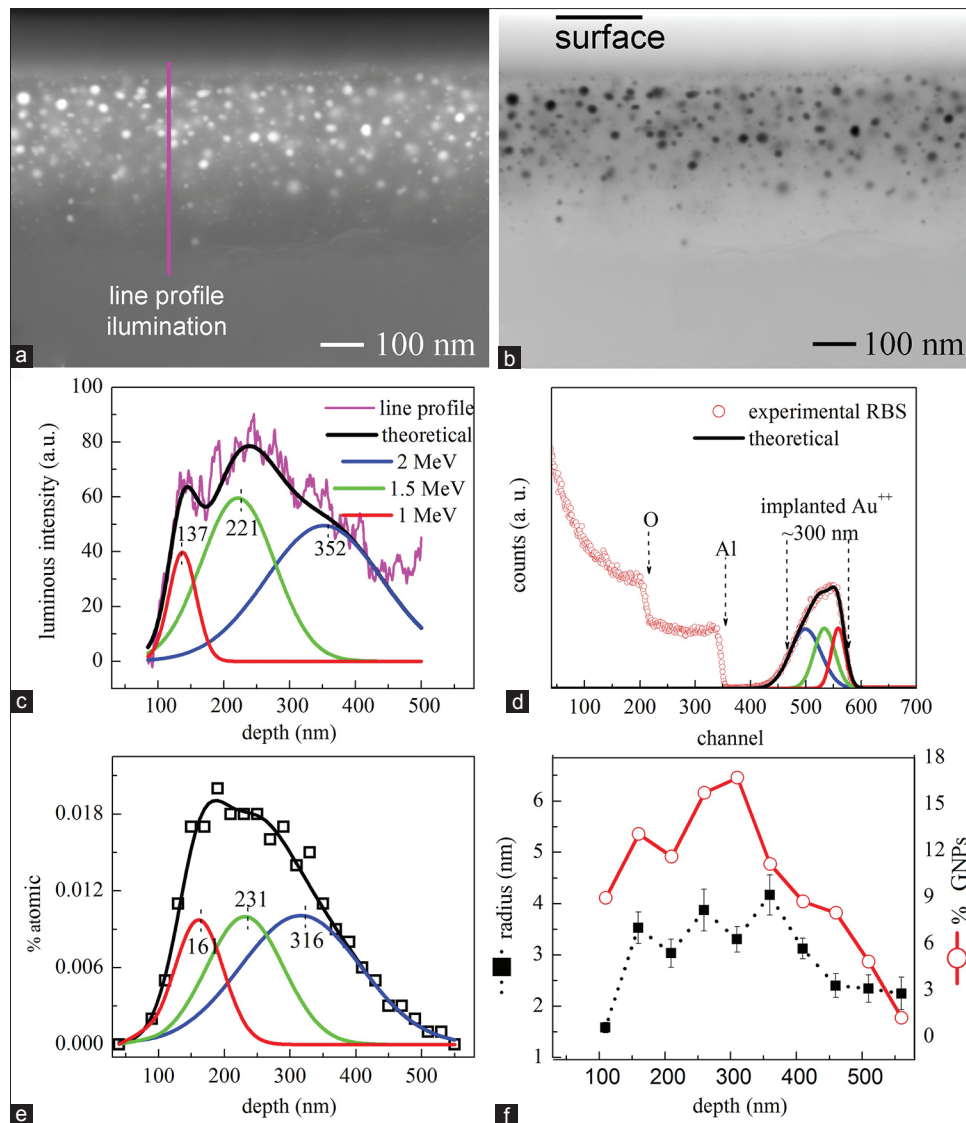 line profile
ilumination
100 nm
a
surface
100 nm
b
100
80
60
40
20
0
luminous intensity (a.u.)
line profile
theoretical
2 MeV
1.5 MeV
1 MeV
137
221
352
100 200 300 400 500
depth (nm)
c
counts (a. u.)
experimental RBS
theoretical
implanted Au++
~300 nm
O
Al
100 200 300 400 500 600 700
channel
d
0.018
0.012
0.006
0.000
% aomic
161
231
316
100 200 300 400 500
depth (nm)
e
6
5
4
3
2
1
radius (nm)
18
15
12
9
6
3
0
% GNPs
100 200 300 400 500
depth (nm)
f